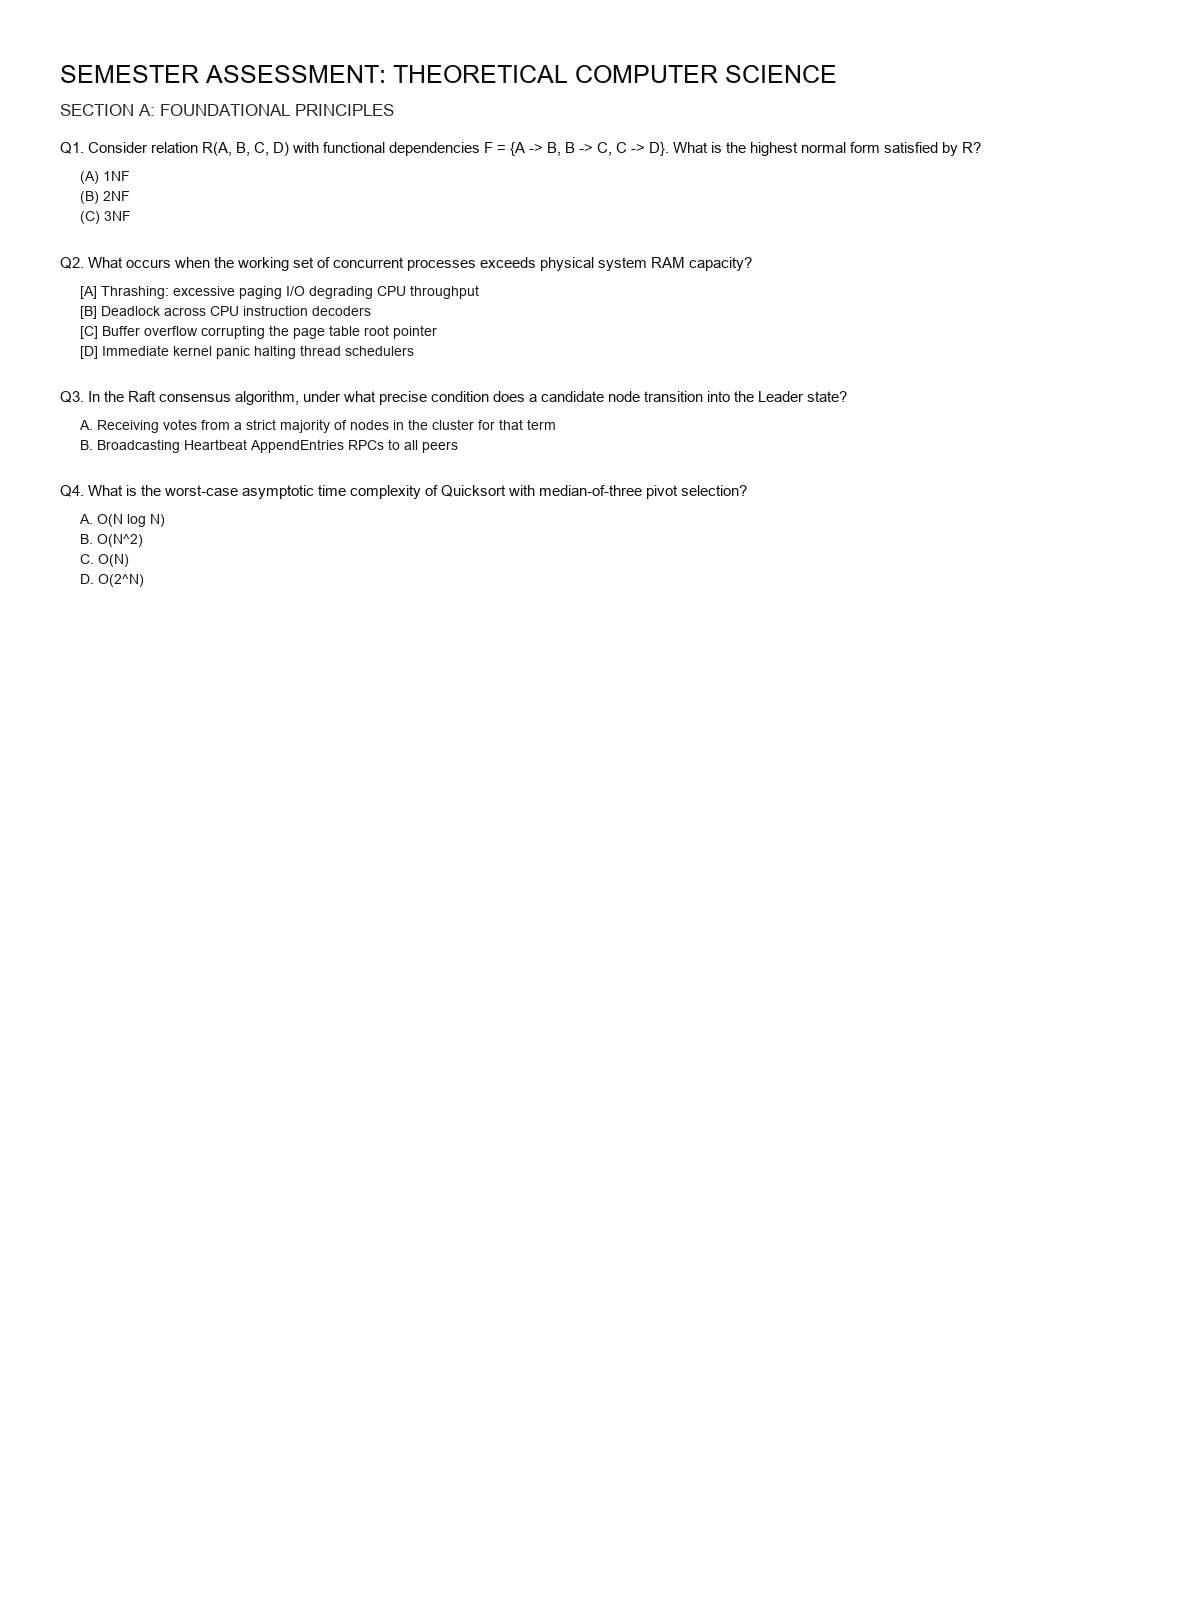 SEMESTER ASSESSMENT: THEORETICAL COMPUTER SCIENCE
SECTION A: FOUNDATIONAL PRINCIPLES
Q1. Consider relation R(A, B, C, D) with functional dependencies F = {A -> B, B -> C, C -> D}. What is the highest normal form satisfied by R?
(A) 1NF
(B) 2NF
(C) 3NF
Q2. What occurs when the working set of concurrent processes exceeds physical system RAM capacity?
[A] Thrashing: excessive paging I/O degrading CPU throughput
[B] Deadlock across CPU instruction decoders
[C] Buffer overflow corrupting the page table root pointer
[D] Immediate kernel panic halting thread schedulers
Q3. In the Raft consensus algorithm, under what precise condition does a candidate node transition into the Leader state?
A. Receiving votes from a strict majority of nodes in the cluster for that term
B. Broadcasting Heartbeat AppendEntries RPCs to all peers
Q4. What is the worst-case asymptotic time complexity of Quicksort with median-of-three pivot selection?
A. O(N log N)
B. O(N^2)
C. O(N)
D. O(2^N)